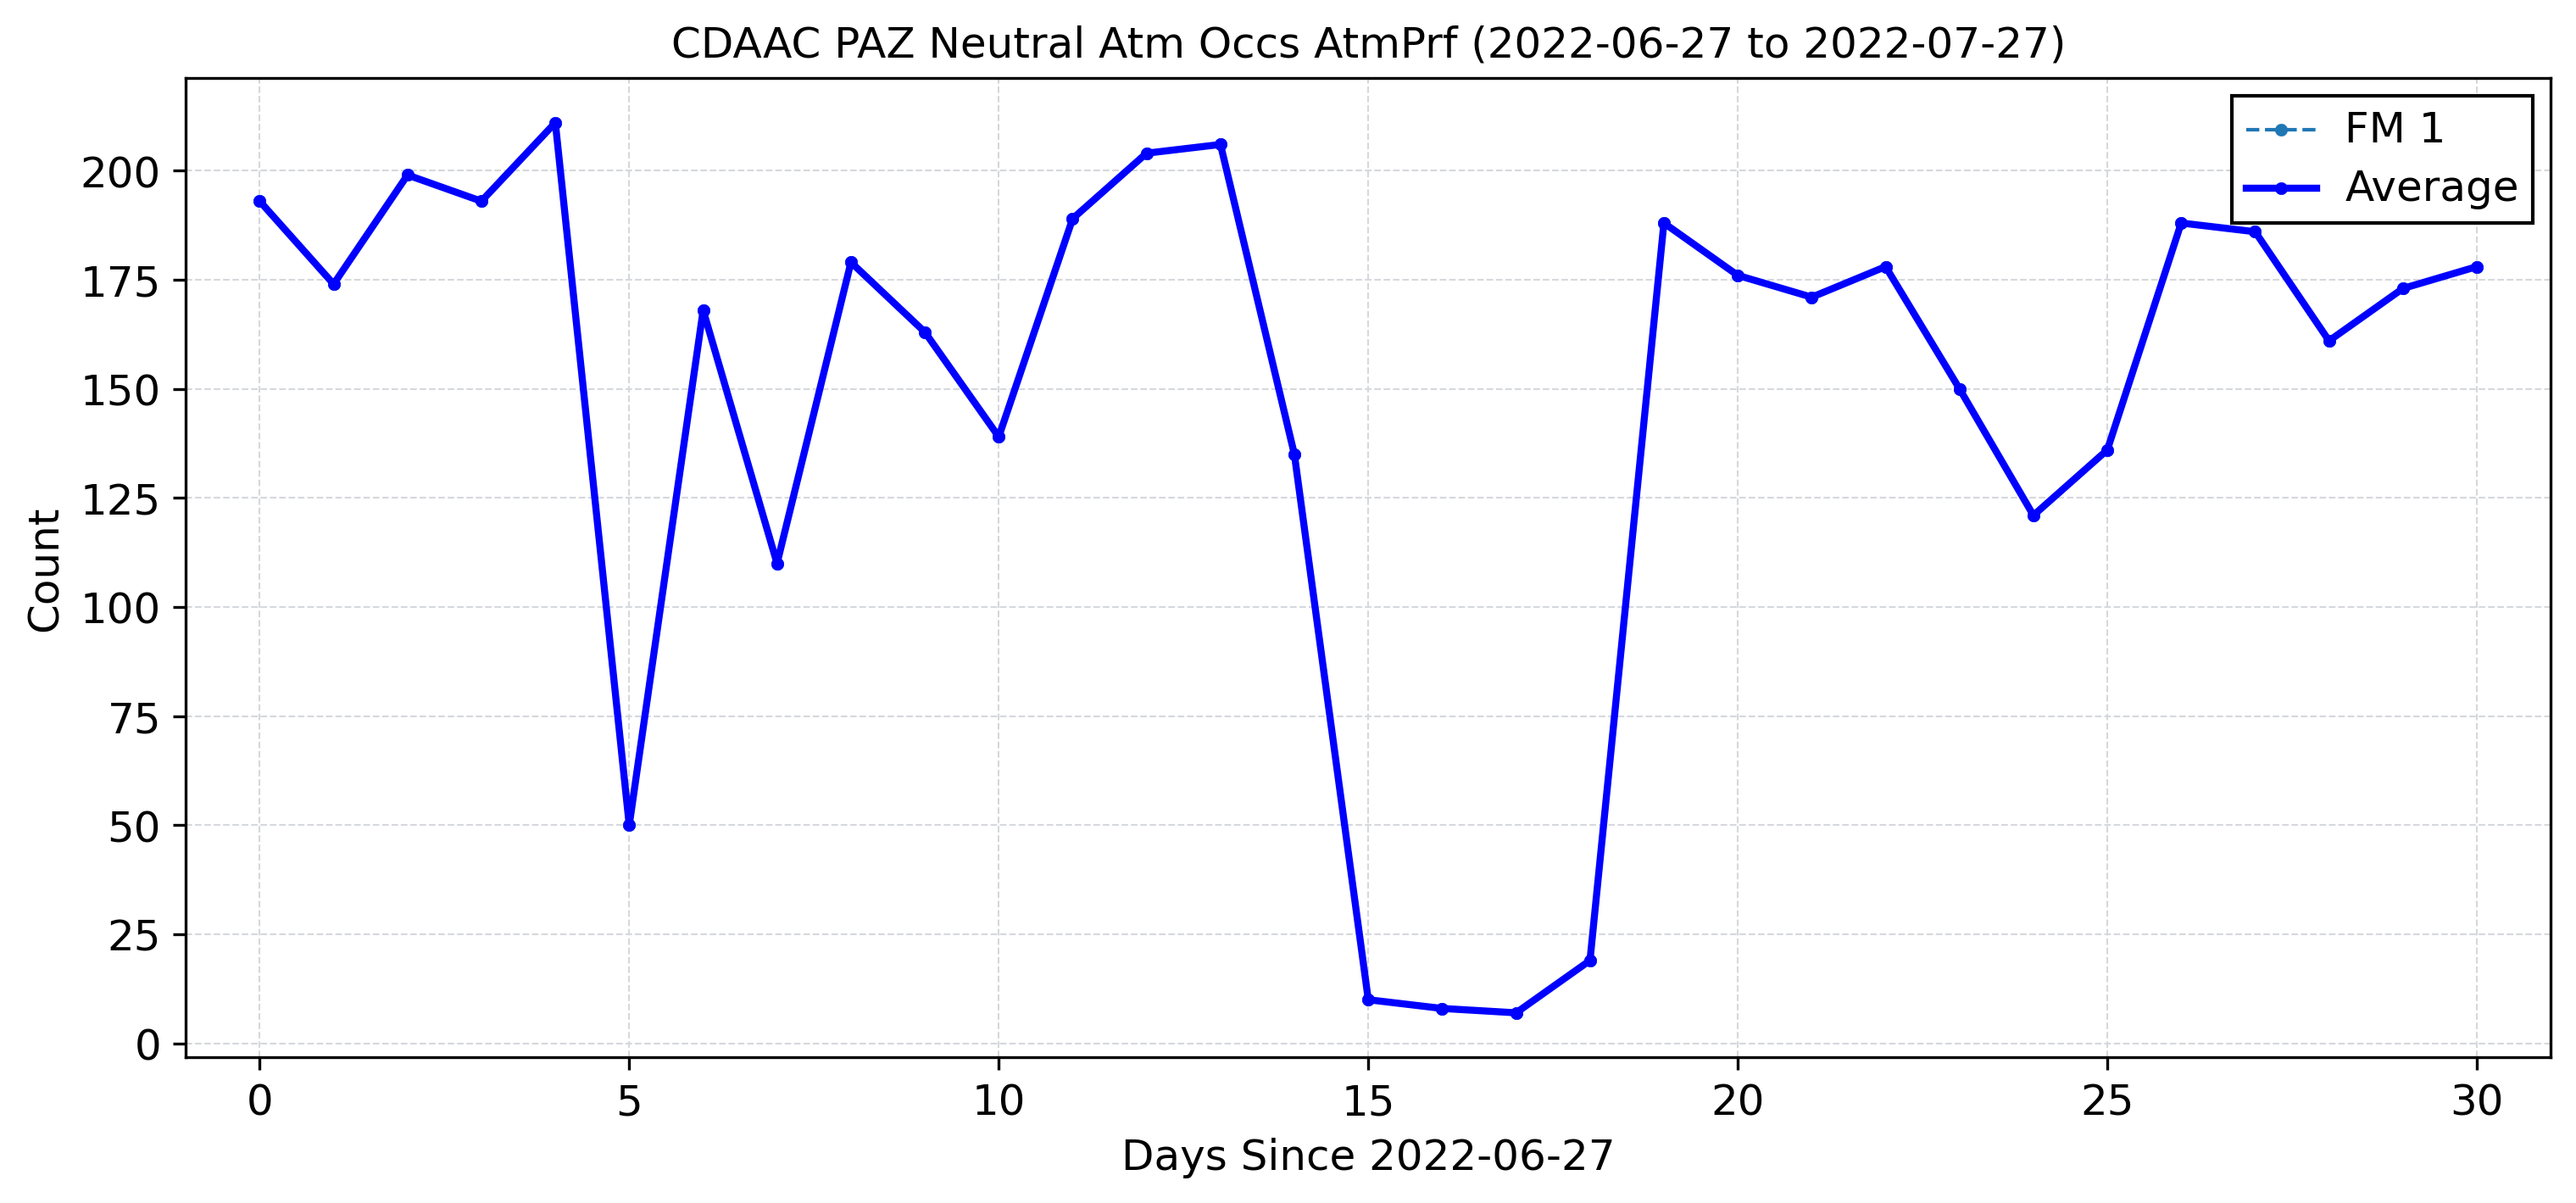 CDAAC PAZ Neutral Atm Occs AtmPrf (2022-06-27 to 2022-07-27)
FM 1
Average
200
175
150
125
100
75
50
25
0
Count
0 5 10 15 20 25 30
Days Since 2022-06-27